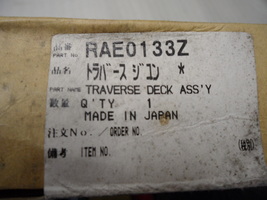 品番 PART NO. RAE0133Z
品名 トラバース ジユン *
PART NAME TRAVERSE DECK ASS'Y
数量 Q'TY 1
MADE IN JAPAN
注文No. / ORDER NO.
備考 ITEM NO.